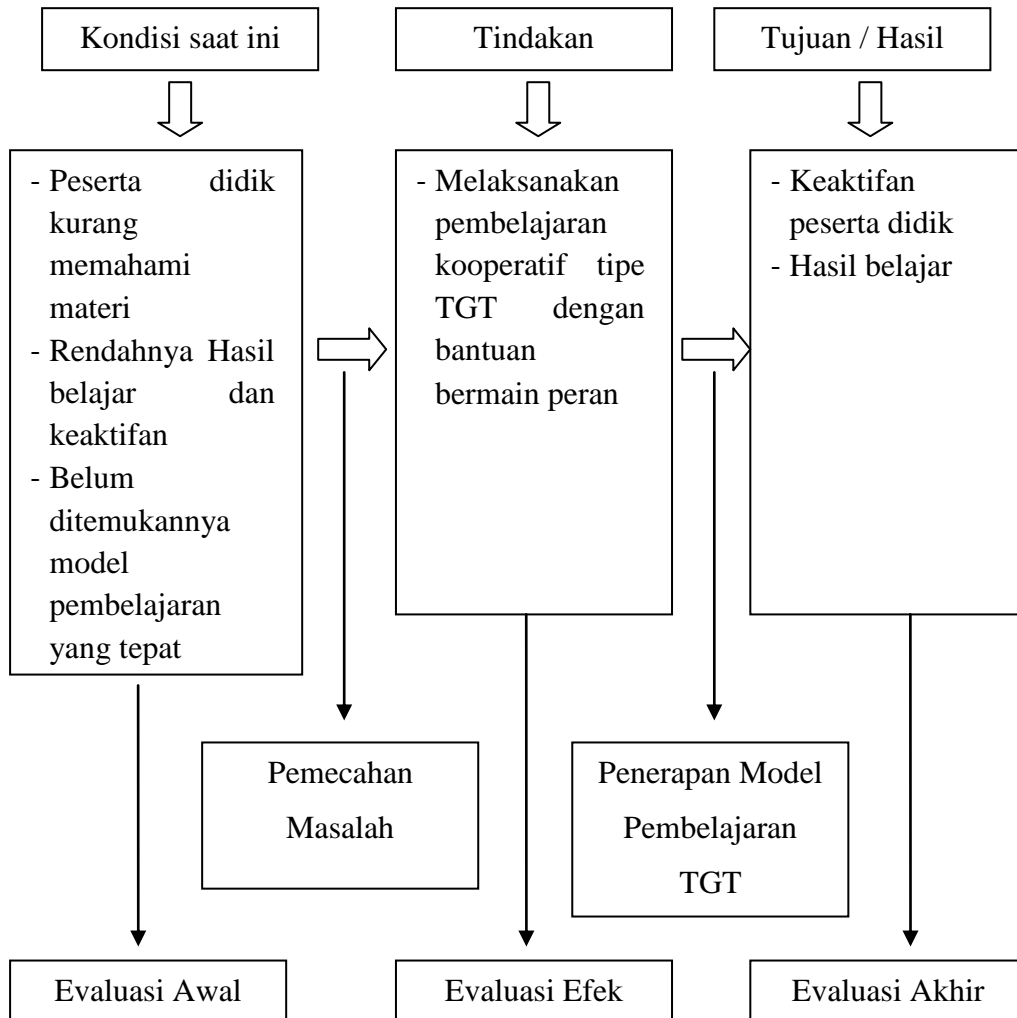 Kondisi saat ini
Tindakan
Tujuan / Hasil
- Peserta didik
kurang
memahami
materi
- Rendahnya Hasil
belajar dan
keaktifan
- Belum
ditemukannya
model
pembelajaran
yang tepat
- Melaksanakan
pembelajaran
kooperatif tipe
TGT dengan
bantuan
bermain peran
- Keaktifan
peserta didik
- Hasil belajar
Pemecahan
Masalah
Penerapan Model
Pembelajaran
TGT
Evaluasi Awal
Evaluasi Efek
Evaluasi Akhir